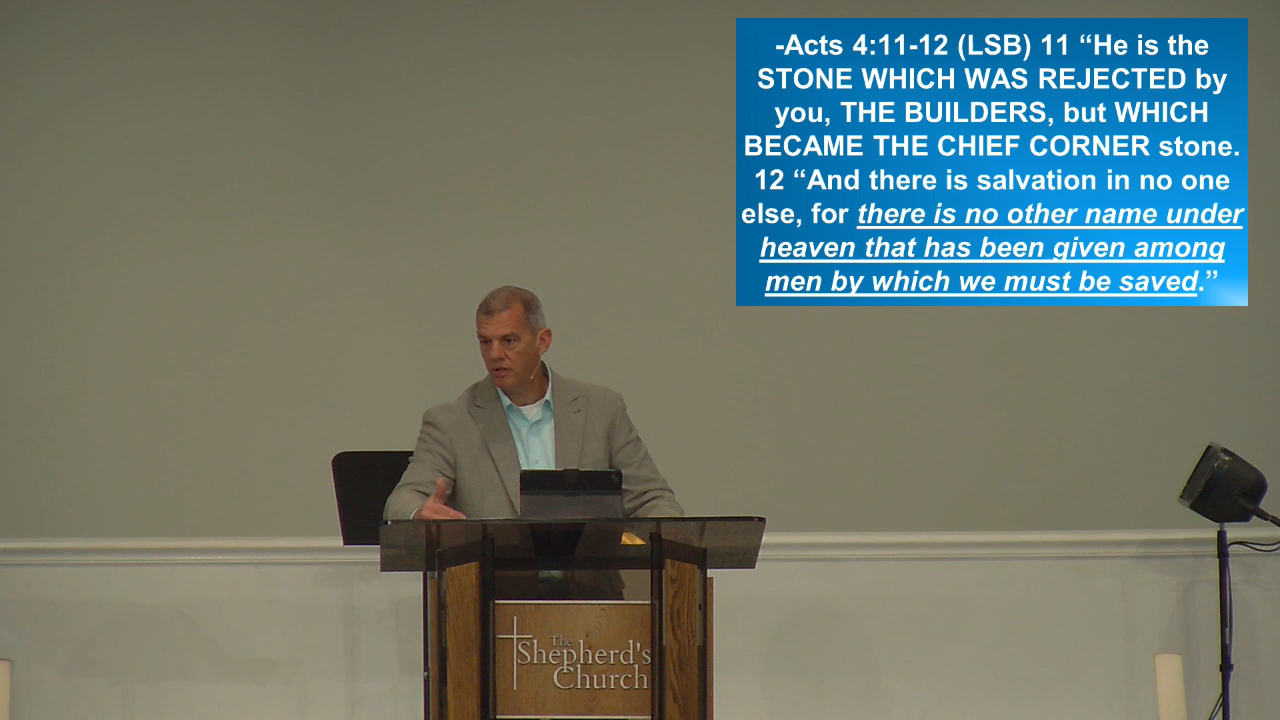 -Acts 4:11-12 (LSB) 11 “He is the
STONE WHICH WAS REJECTED by
you, THE BUILDERS, but WHICH
BECAME THE CHIEF CORNER stone.
12 “And there is salvation in no one
else, for there is no other name under
heaven that has been given among
men by which we must be saved.”
The
Shepherd's
Church